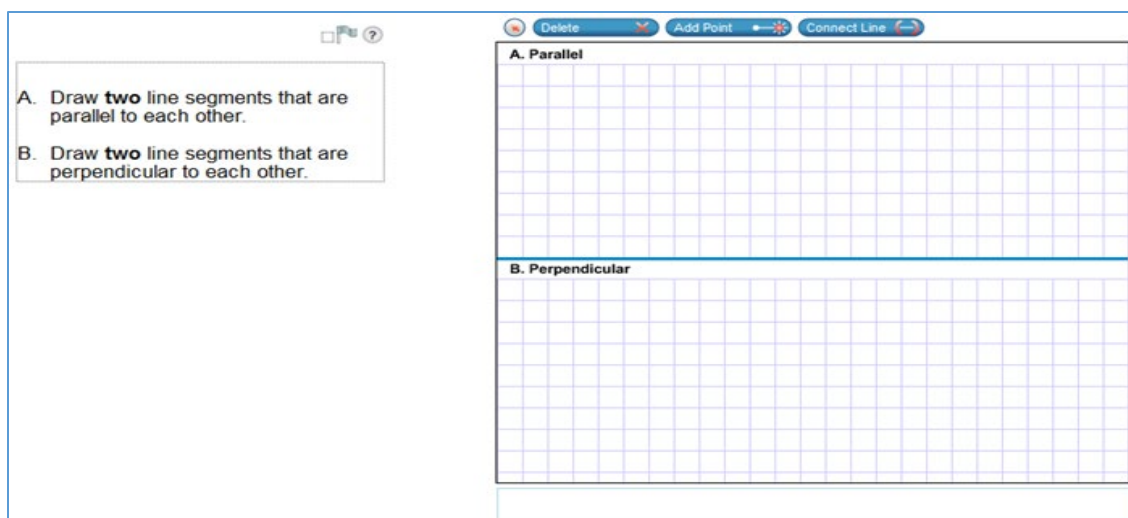 Delete
Add Point
Connect Line
?
A. Draw two line segments that are
parallel to each other.
B. Draw two line segments that are
perpendicular to each other.
A. Parallel
B. Perpendicular